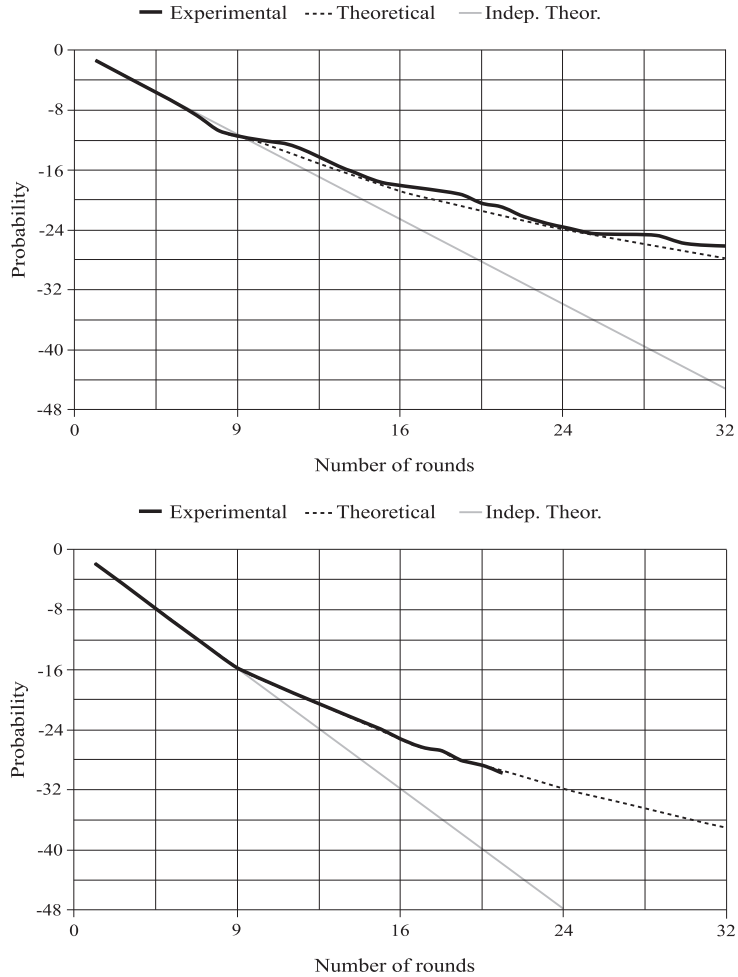 Experimental Theoretical Indep. Theor.
0
-8
-16
-24
-32
-40
-48
Probability
0 9 16 24 32
Number of rounds
Experimental Theoretical Indep. Theor.
0
-8
-16
-24
-32
-40
-48
Probability
0 9 16 24 32
Number of rounds